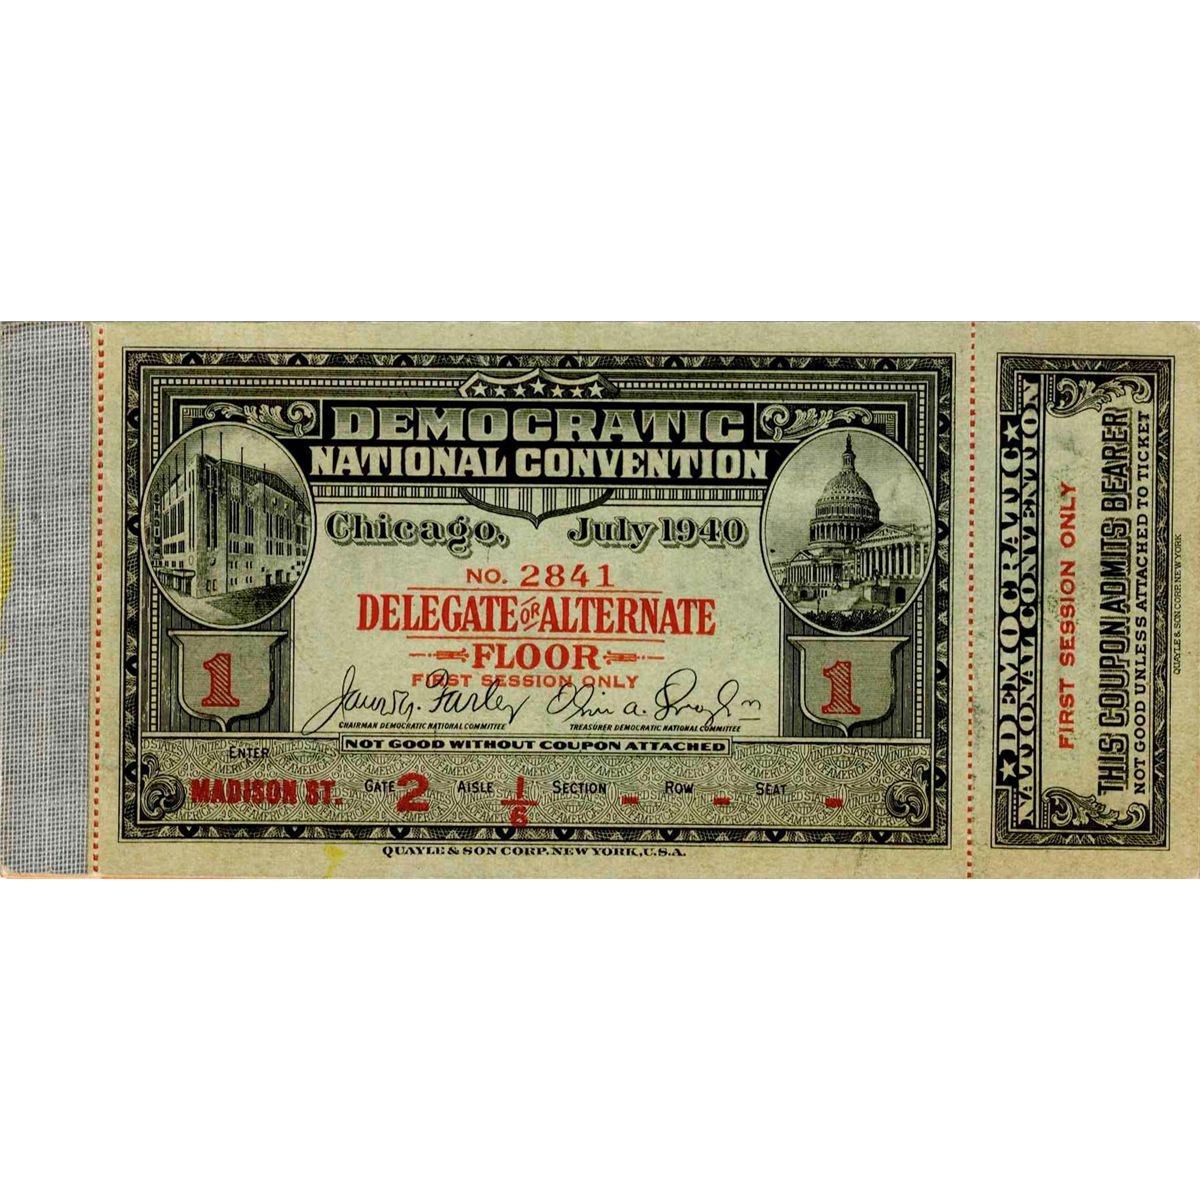 DEMOCRATIC
NATIONAL CONVENTION
Chicago, July 1940
NO. 2841
DELEGATE OR ALTERNATE
FLOOR
FIRST SESSION ONLY
1
1
James A. Farley
CHAIRMAN DEMOCRATIC NATIONAL COMMITTEE
TREASURER DEMOCRATIC NATIONAL COMMITTEE
NOT GOOD WITHOUT COUPON ATTACHED
ENTER
MADISON ST. GATE 2 AISLE 1/6 SECTION - ROW - SEAT -
QUAYLE & SON CORP. NEW YORK, U.S.A.
★DEMOCRATIC★
NATIONAL CONVENTION
FIRST SESSION ONLY
THIS COUPON ADMITS BEARER
NOT GOOD UNLESS ATTACHED TO TICKET
QUAYLE & SON CORP. NEW YORK